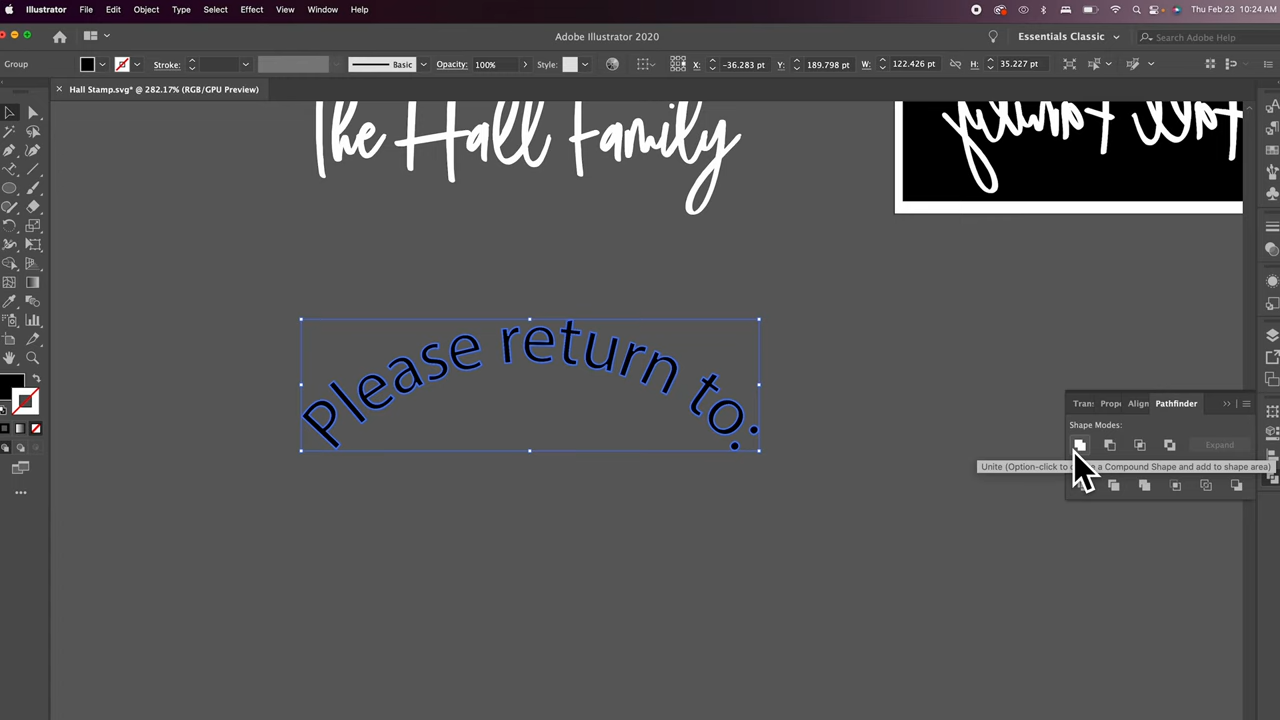 Illustrator File Edit Object Type Select Effect View Window Help Thu Feb 23 10:24 AM
Adobe Illustrator 2020 Essentials Classic Search Adobe Help
Group Stroke: Basic Opacity: 100% Style: X: -36.283 pt Y: 189.798 pt W: 122.426 pt H: 35.227 pt
× Hall Stamp.svg* @ 282.17% (RGB/GPU Preview)
The Hall Family
Hall Family
Please return to:
Tran: Prope Align Pathfinder
Shape Modes:
Expand
Unite (Option-click to a Compound Shape and add to shape area)